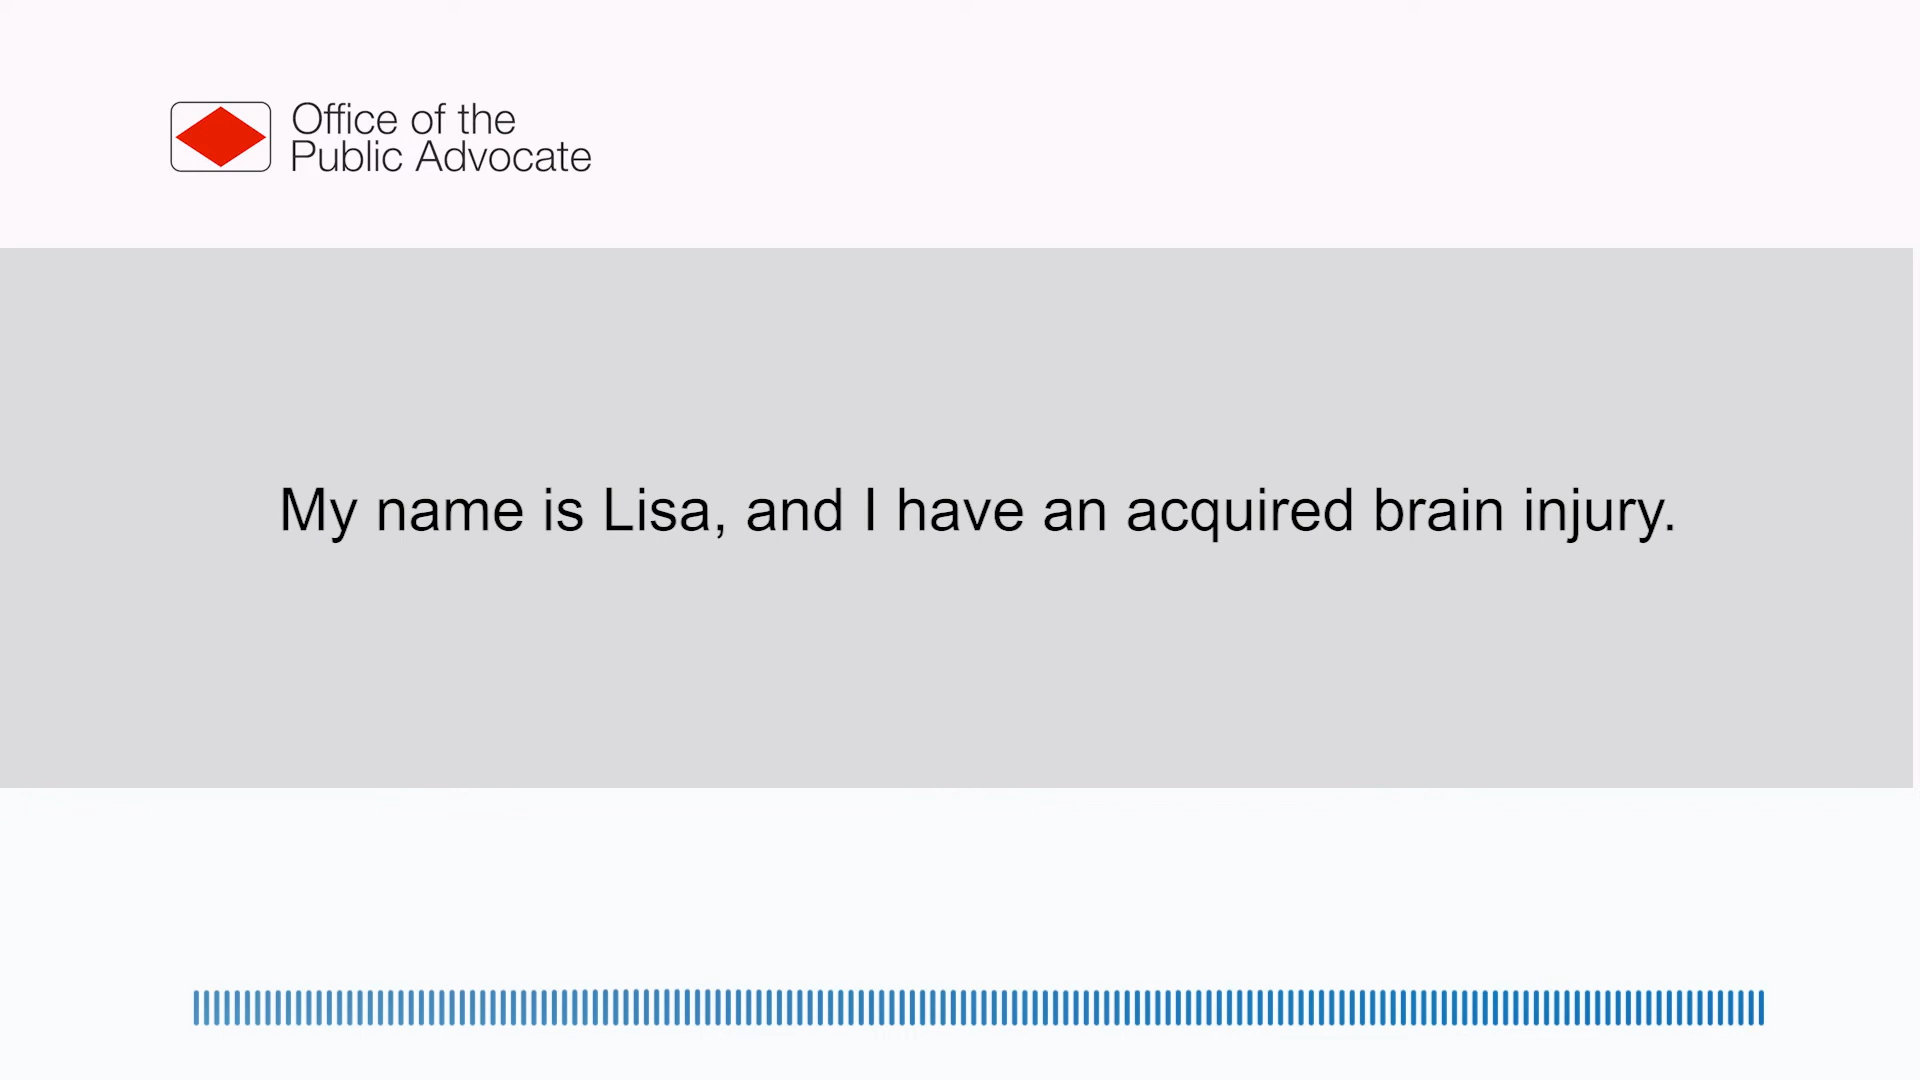 Office of the
Public Advocate
My name is Lisa, and I have an acquired brain injury.